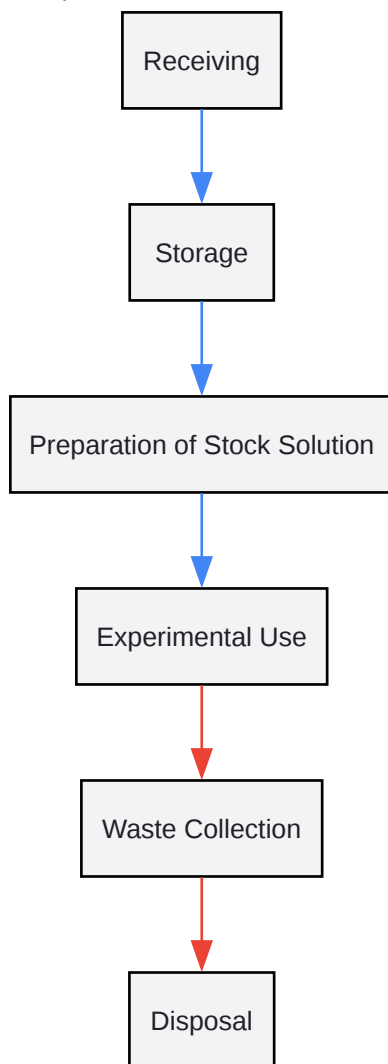 Receiving
Storage
Preparation of Stock Solution
Experimental Use
Waste Collection
Disposal